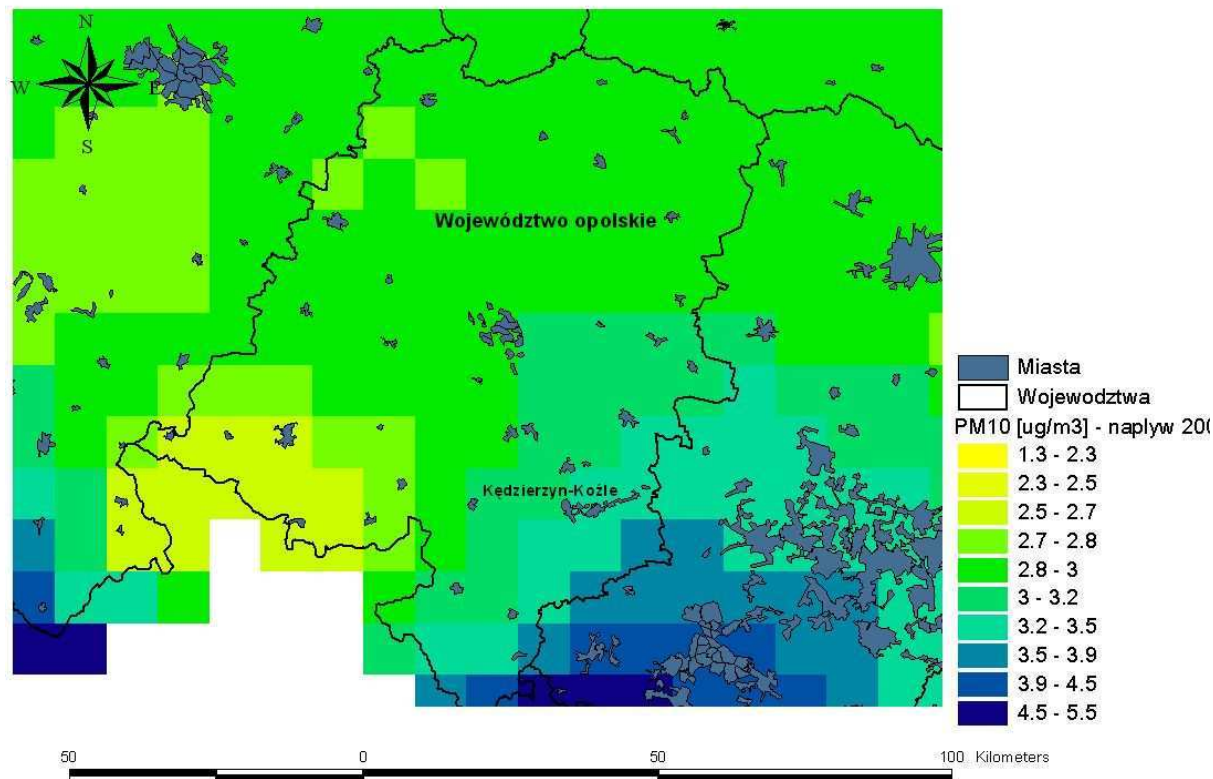 N
W E
S
Województwo opolskie
Kędzierzyn-Koźle
Miasta
Wojewodztwa
PM10 [ug/m3] - naplyw 200
1.3 - 2.3
2.3 - 2.5
2.5 - 2.7
2.7 - 2.8
2.8 - 3
3 - 3.2
3.2 - 3.5
3.5 - 3.9
3.9 - 4.5
4.5 - 5.5
50 0 50 100 Kilometers